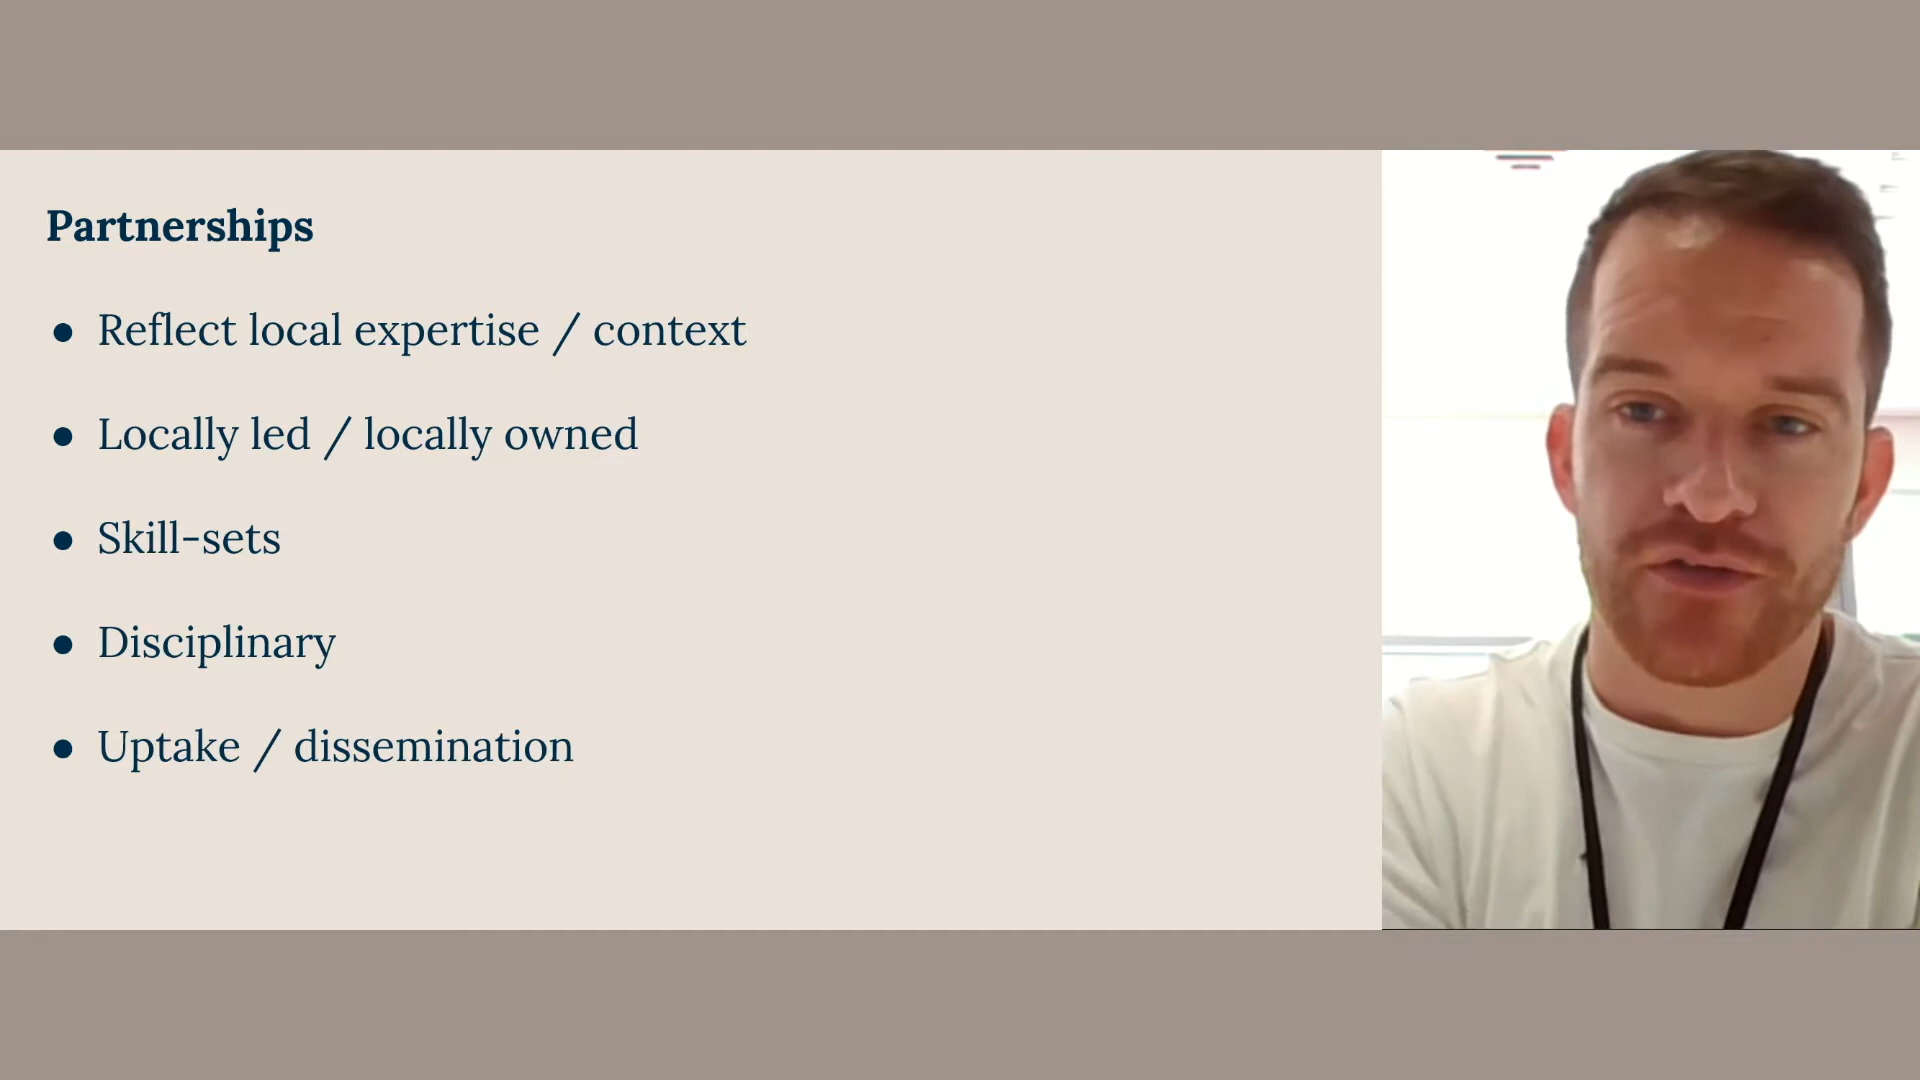 Partnerships
● Reflect local expertise / context
● Locally led / locally owned
● Skill-sets
● Disciplinary
● Uptake / dissemination